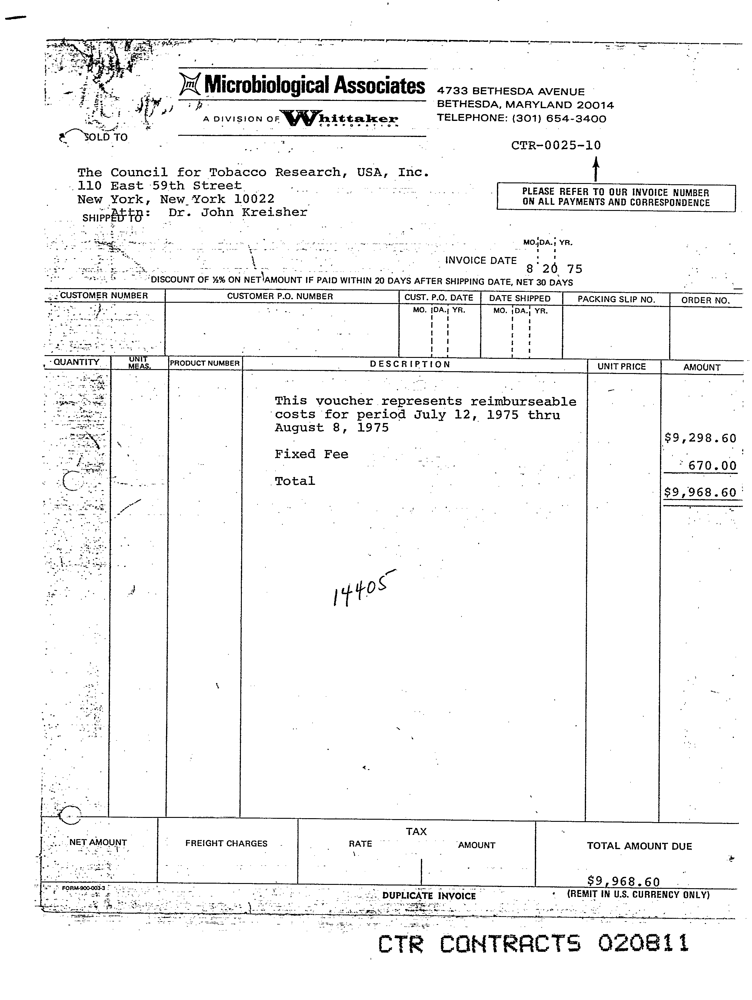 Microbiological Associates
A DIVISION OF Whittaker
CORPORATION
4733 BETHESDA AVENUE
BETHESDA, MARYLAND 20014
TELEPHONE: (301) 654-3400
SOLD TO
CTR-0025-10
The Council for Tobacco Research, USA, Inc.
110 East 59th Street
New York, New York 10022
Attn: Dr. John Kreisher
SHIPPED TO
PLEASE REFER TO OUR INVOICE NUMBER
ON ALL PAYMENTS AND CORRESPONDENCE
MO. DA. YR.
INVOICE DATE 8 20 75
DISCOUNT OF ½% ON NET AMOUNT IF PAID WITHIN 20 DAYS AFTER SHIPPING DATE, NET 30 DAYS
CUSTOMER NUMBER CUSTOMER P.O. NUMBER CUST. P.O. DATE DATE SHIPPED PACKING SLIP NO. ORDER NO.
MO. DA. YR. MO. DA. YR.
QUANTITY UNIT MEAS. PRODUCT NUMBER DESCRIPTION UNIT PRICE AMOUNT
This voucher represents reimburseable
costs for period July 12, 1975 thru
August 8, 1975
$9,298.60
Fixed Fee 670.00
Total $9,968.60
14405
TAX
NET AMOUNT FREIGHT CHARGES RATE AMOUNT TOTAL AMOUNT DUE
$9,968.60
FORM-900-003-3
DUPLICATE INVOICE (REMIT IN U.S. CURRENCY ONLY)
CTR CONTRACTS 020811